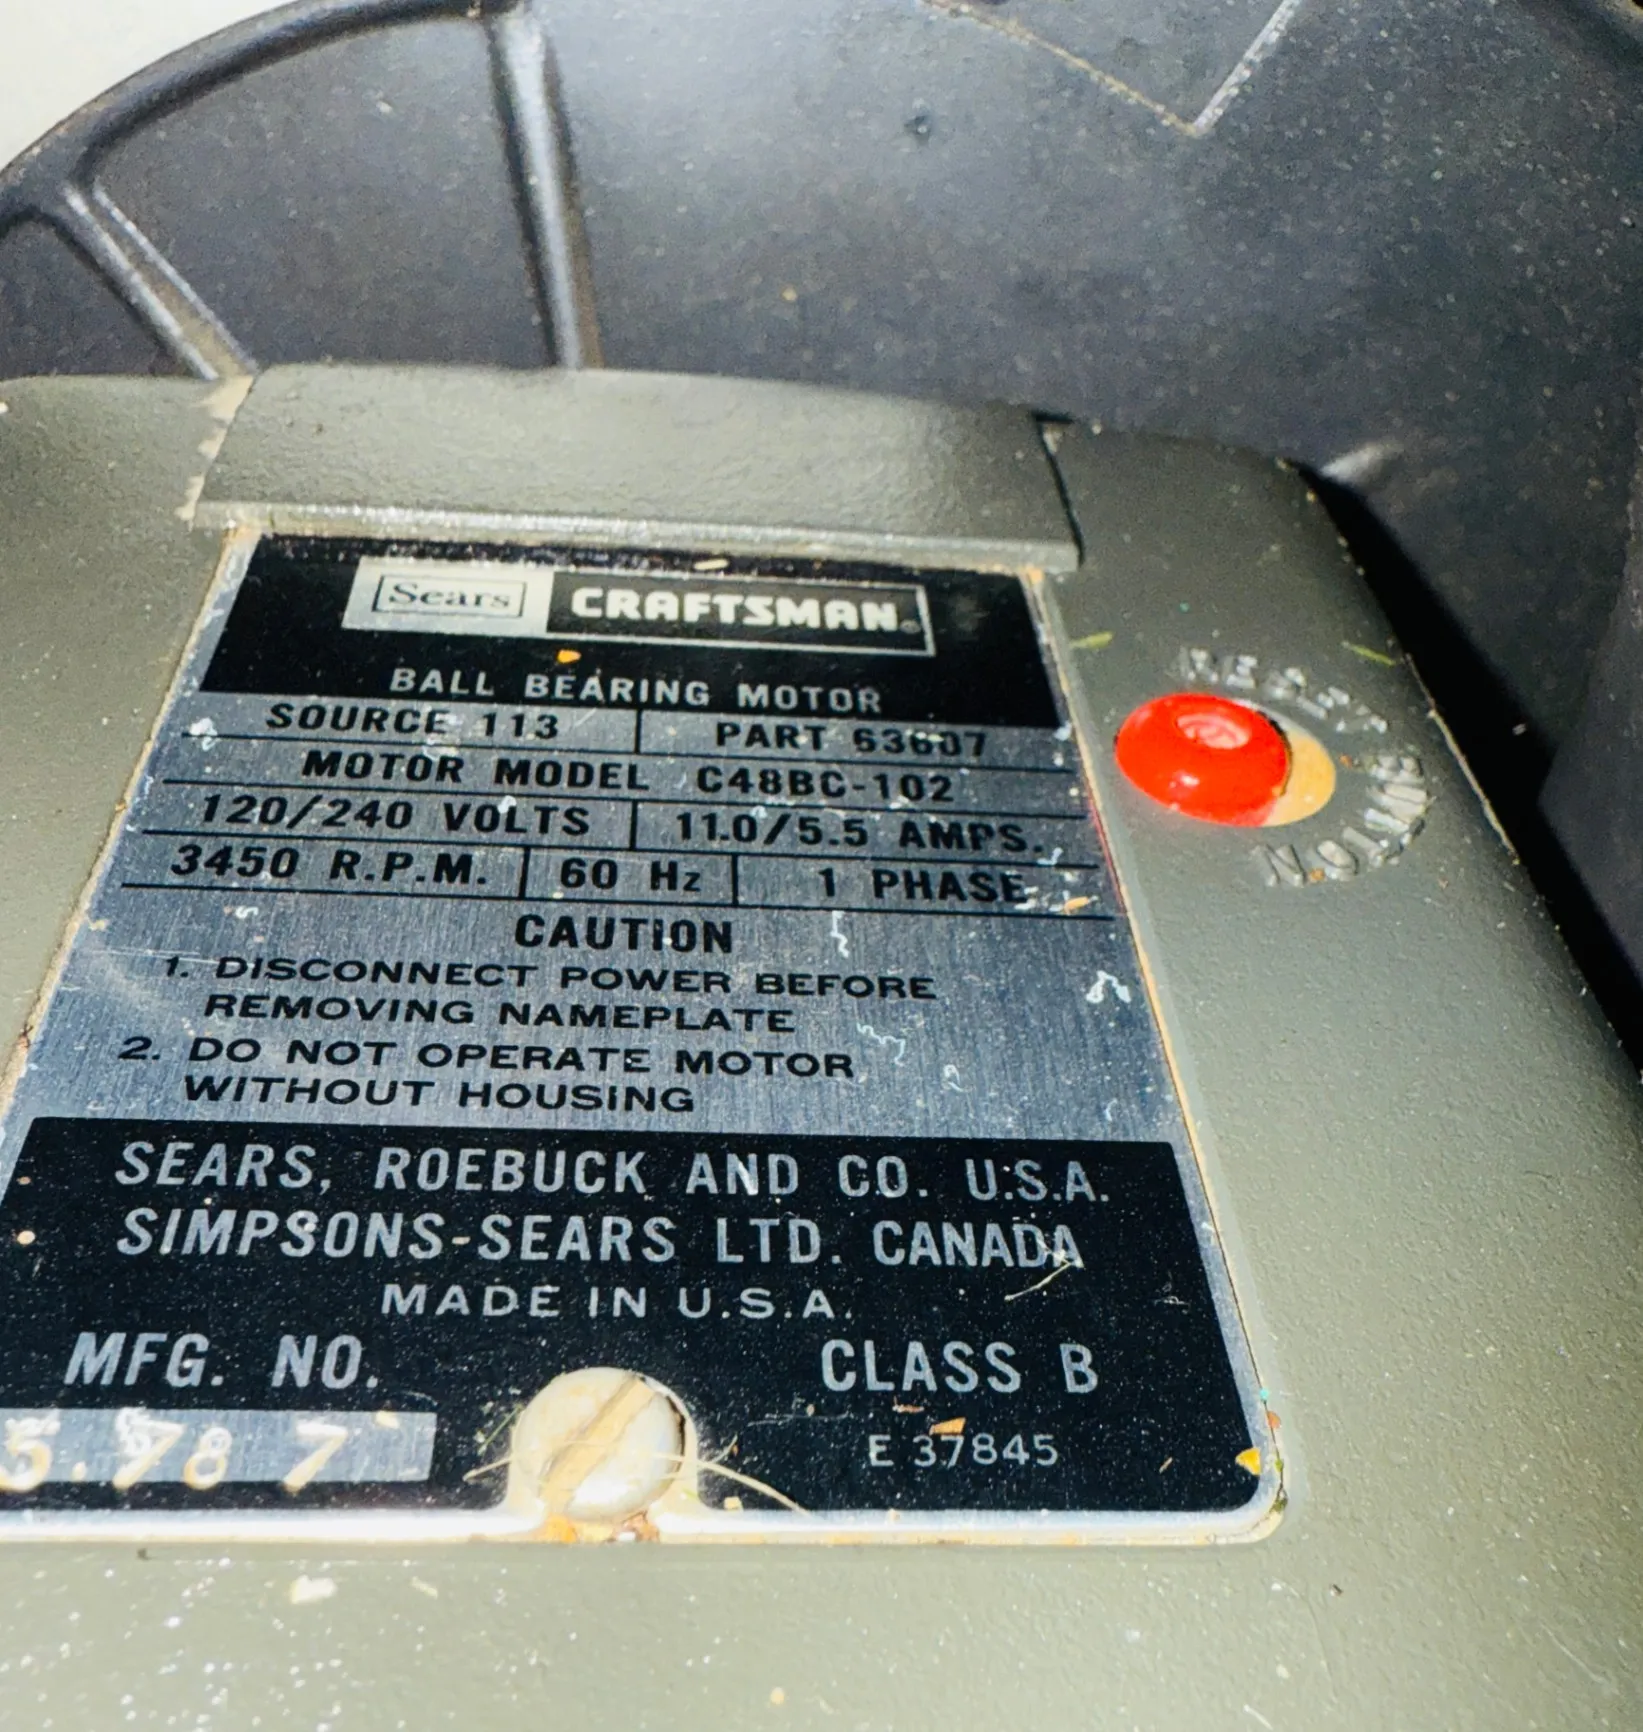 Sears CRAFTSMAN®
BALL BEARING MOTOR
SOURCE 113 PART 63607
MOTOR MODEL C48BC-102
120/240 VOLTS 11.0/5.5 AMPS.
3450 R.P.M. 60 Hz 1 PHASE
CAUTION
1. DISCONNECT POWER BEFORE
REMOVING NAMEPLATE
2. DO NOT OPERATE MOTOR
WITHOUT HOUSING
SEARS, ROEBUCK AND CO. U.S.A.
SIMPSONS-SEARS LTD. CANADA
MADE IN U.S.A.
MFG. NO. CLASS B
E 37845
RESET